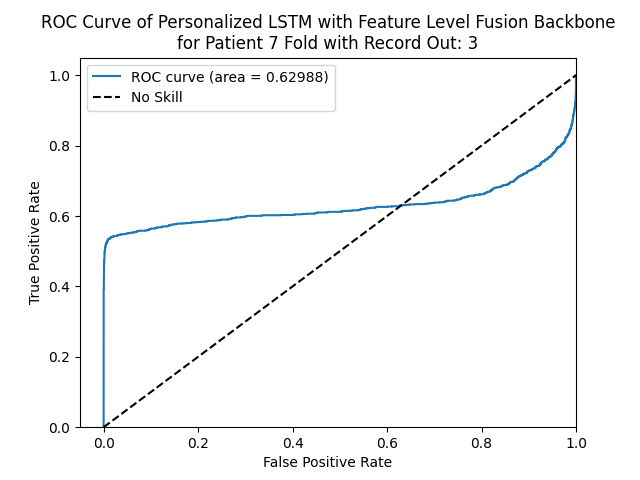 ROC Curve of Personalized LSTM with Feature Level Fusion Backbone
for Patient 7 Fold with Record Out: 3
ROC curve (area = 0.62988)
No Skill
True Positive Rate
1.0
0.8
0.6
0.4
0.2
0.0
0.0 0.2 0.4 0.6 0.8 1.0
False Positive Rate